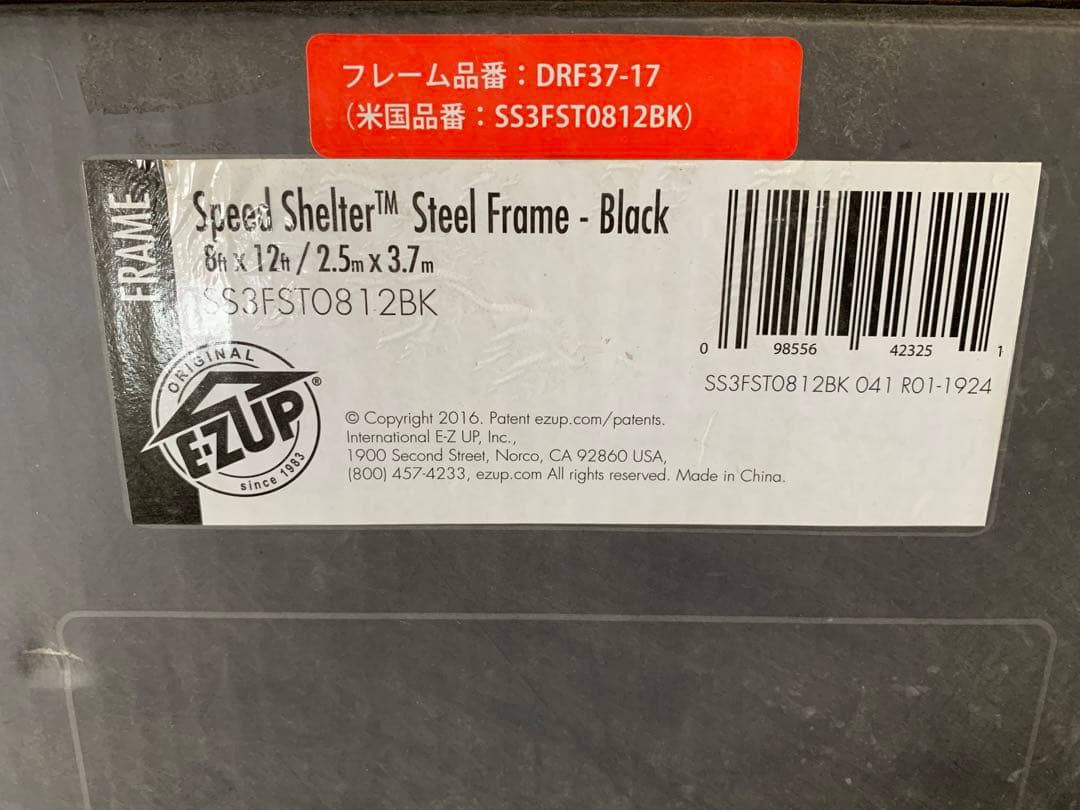 フレーム品番：DRF37-17
（米国品番：SS3FST0812BK）
FRAME
Speed Shelter™ Steel Frame - Black
8ft x 12ft / 2.5m x 3.7m
SS3FST0812BK
0 98556 42325 1
SS3FST0812BK 041 R01-1924
ORIGINAL
E-ZUP®
since 1983
© Copyright 2016. Patent ezup.com/patents.
International E-Z UP, Inc.,
1900 Second Street, Norco, CA 92860 USA,
(800) 457-4233, ezup.com All rights reserved. Made in China.